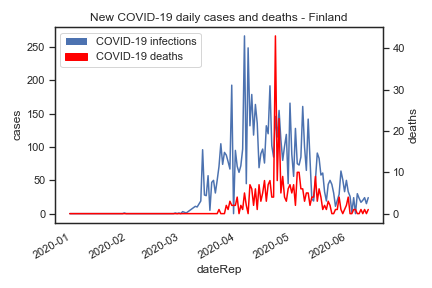 New COVID-19 daily cases and deaths - Finland
COVID-19 infections
COVID-19 deaths
250
200
150
100
50
0
cases
40
30
20
10
0
deaths
2020-01
2020-02
2020-03
2020-04
2020-05
2020-06
dateRep